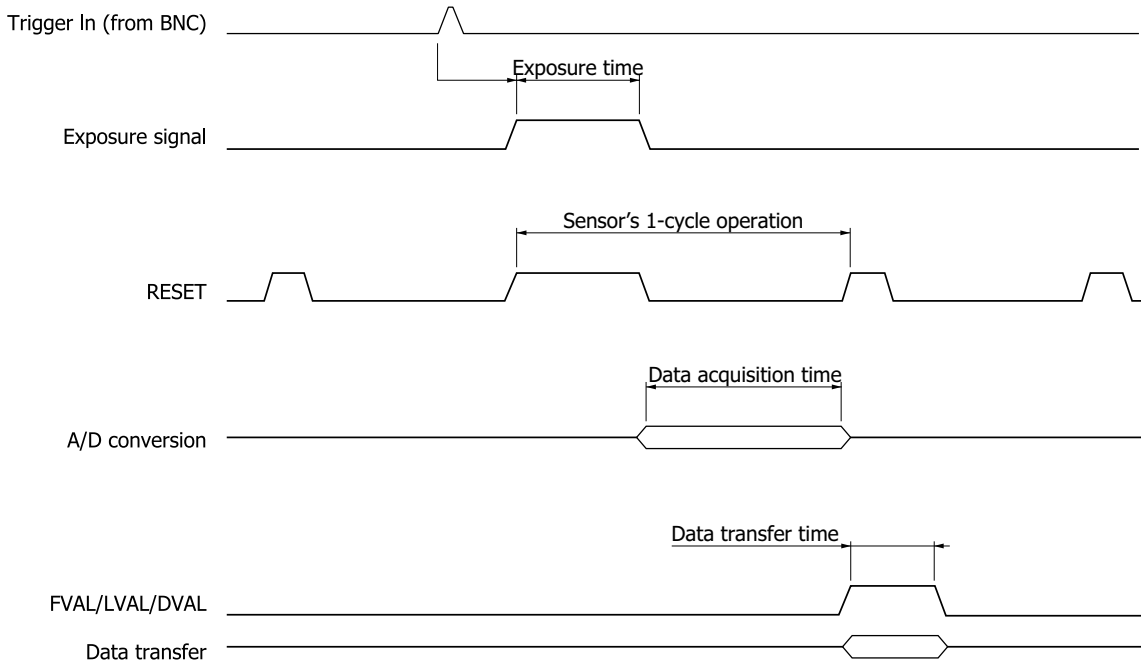 Trigger ln (from BNC)
Exposure time
Exposure signal
Sensor's 1-cycle operation
RESET
Data acquisition time
A/D conversion
Data transfer time
FVAL/LVAL/DVAL
Data transfer